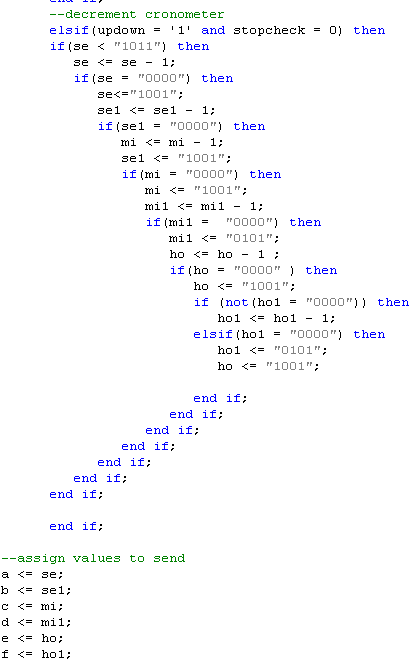 end if;
--decrement cronometer
elsif(updown = '1' and stopcheck = 0) then
if(se < "1011") then
se <= se - 1;
if(se = "0000") then
se<="1001";
se1 <= se1 - 1;
if(se1 = "0000") then
mi <= mi - 1;
se1 <= "1001";
if(mi = "0000") then
mi <= "1001";
mi1 <= mi1 - 1;
if(mi1 =  "0000") then
mi1 <= "0101";
ho <= ho - 1 ;
if(ho = "0000" ) then
ho <= "1001";
if (not(ho1 = "0000")) then
ho1 <= ho1 - 1;
elsif(ho1 = "0000") then
ho1 <= "0101";
ho <= "1001";
end if;
end if;
end if;
end if;
end if;
end if;
end if;
end if;
--assign values to send
a <= se;
b <= se1;
c <= mi;
d <= mi1;
e <= ho;
f <= ho1;